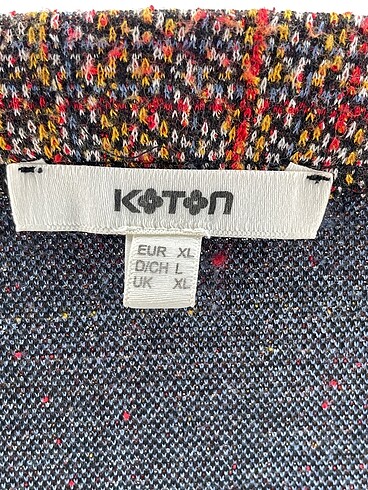 KOTON
EUR XL
D/CH L
UK XL